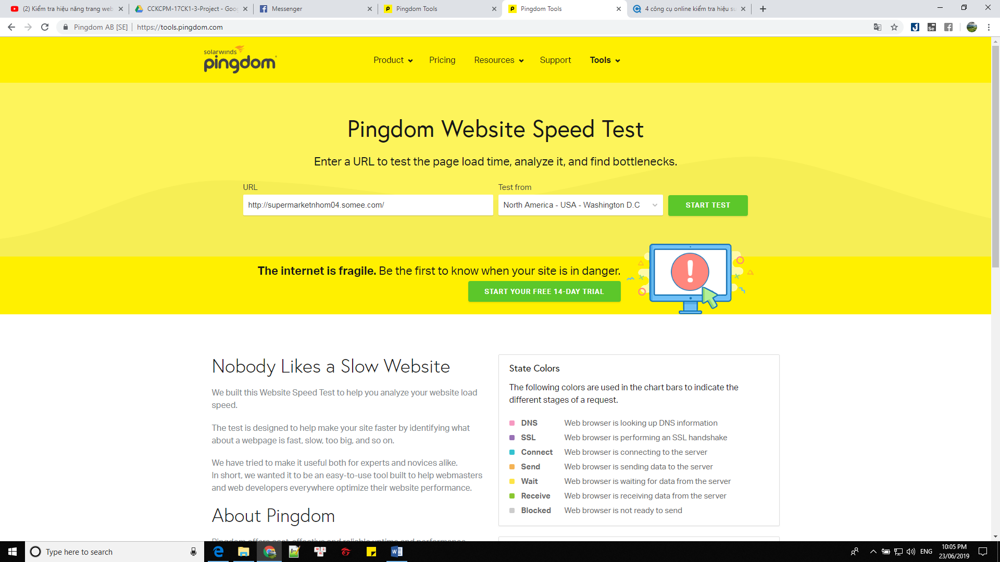 (2) Kiểm tra hiệu năng trang web
CCKCPM-17CK1-3-Project - Goo
Messenger
Pingdom Tools
Pingdom Tools
4 công cụ online kiểm tra hiệu su
Pingdom AB [SE] | https://tools.pingdom.com
solarwinds
pingdom
Product
Pricing
Resources
Support
Tools
Pingdom Website Speed Test
Enter a URL to test the page load time, analyze it, and find bottlenecks.
URL
Test from
http://supermarketnhom04.somee.com/
North America - USA - Washington D.C
START TEST
The internet is fragile. Be the first to know when your site is in danger.
START YOUR FREE 14-DAY TRIAL
Nobody Likes a Slow Website
We built this Website Speed Test to help you analyze your website load
speed.
The test is designed to help make your site faster by identifying what
about a webpage is fast, slow, too big, and so on.
We have tried to make it useful both for experts and novices alike.
In short, we wanted it to be an easy-to-use tool built to help webmasters
and web developers everywhere optimize their website performance.
About Pingdom
Pingdom offers cost-effective and reliable uptime and performance
State Colors
The following colors are used in the chart bars to indicate the
different stages of a request.
DNS Web browser is looking up DNS information
SSL Web browser is performing an SSL handshake
Connect Web browser is connecting to the server
Send Web browser is sending data to the server
Wait Web browser is waiting for data from the server
Receive Web browser is receiving data from the server
Blocked Web browser is not ready to send
Type here to search
ENG
10:05 PM
23/06/2019